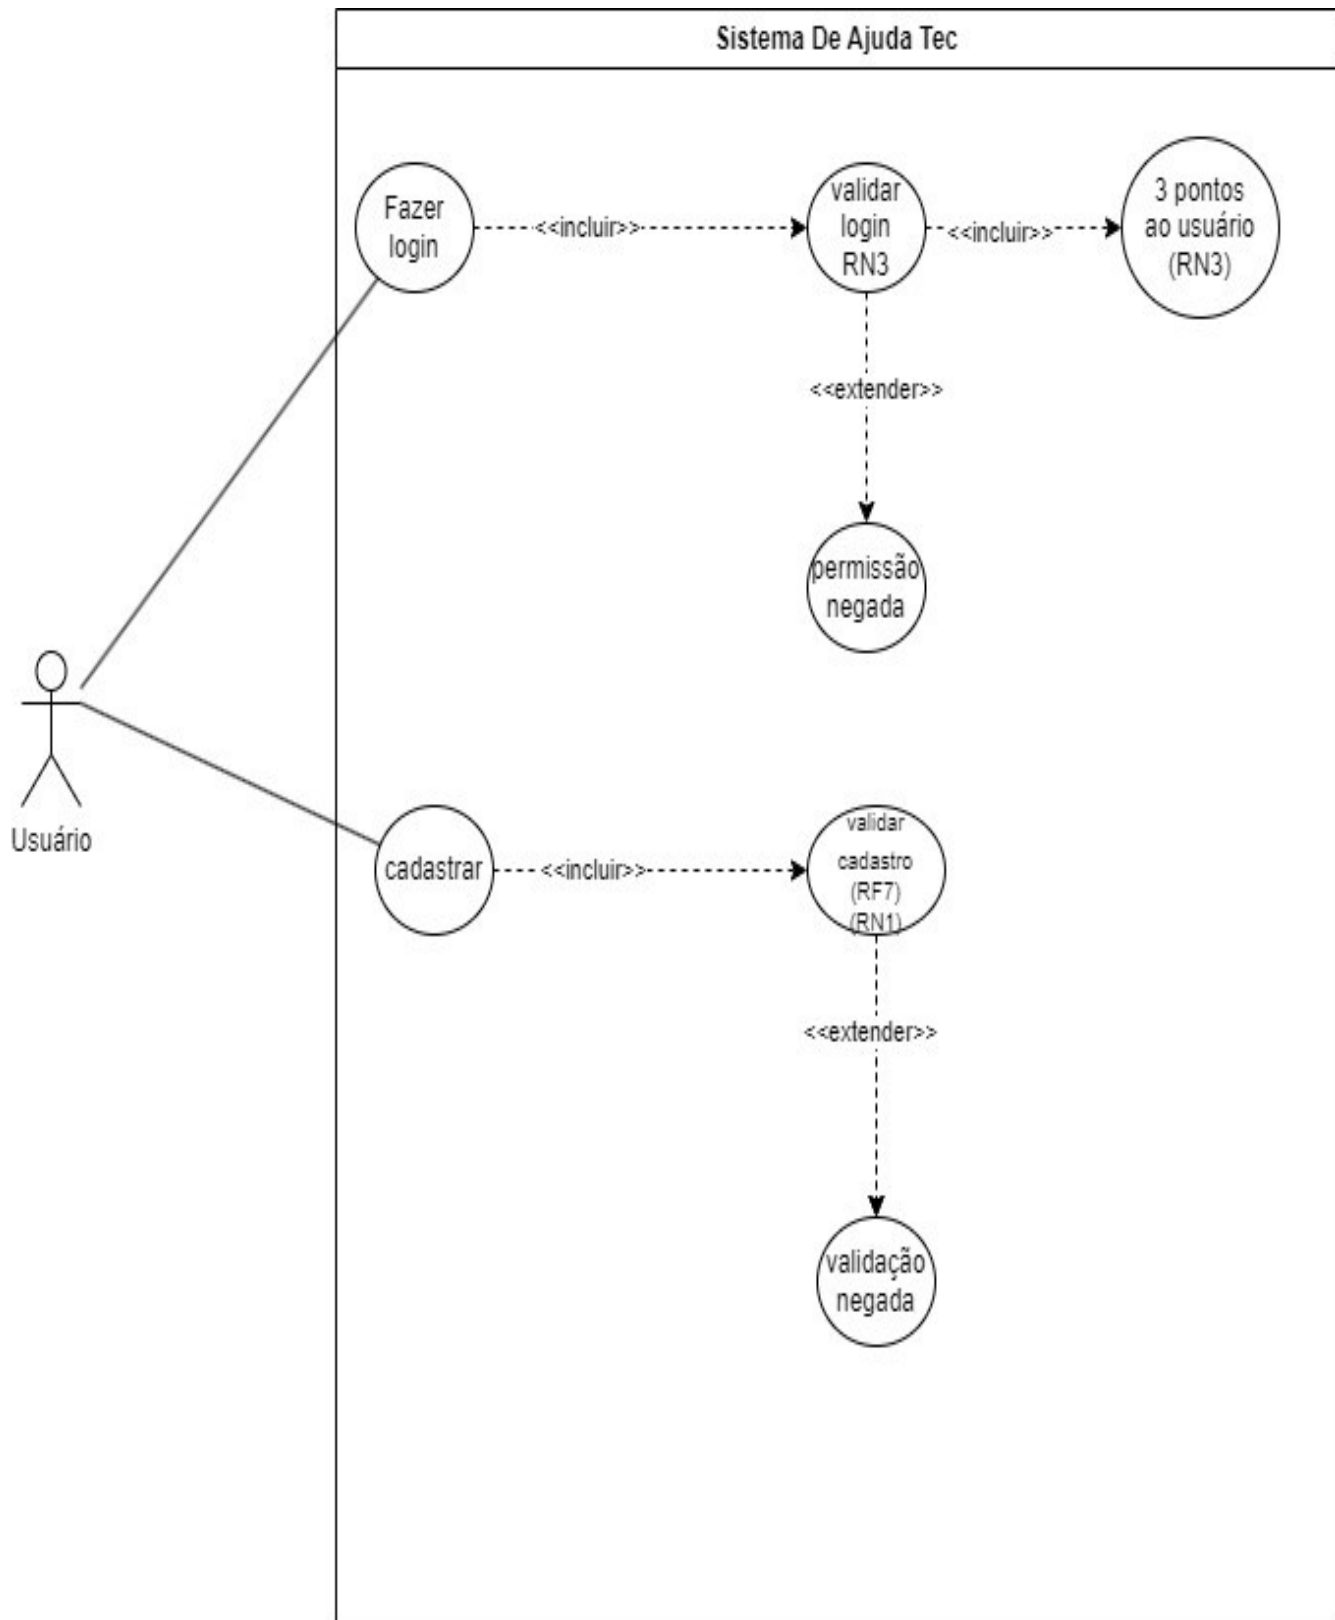 Sistema De Ajuda Tec
Fazer
login
<<incluir>>
validar
login
RN3
<<incluir>>
3 pontos
ao usuário
(RN3)
<<extender>>
permissão
negada
Usuário
cadastrar
<<incluir>>
validar
cadastro
(RF7)
(RN1)
<<extender>>
validação
negada